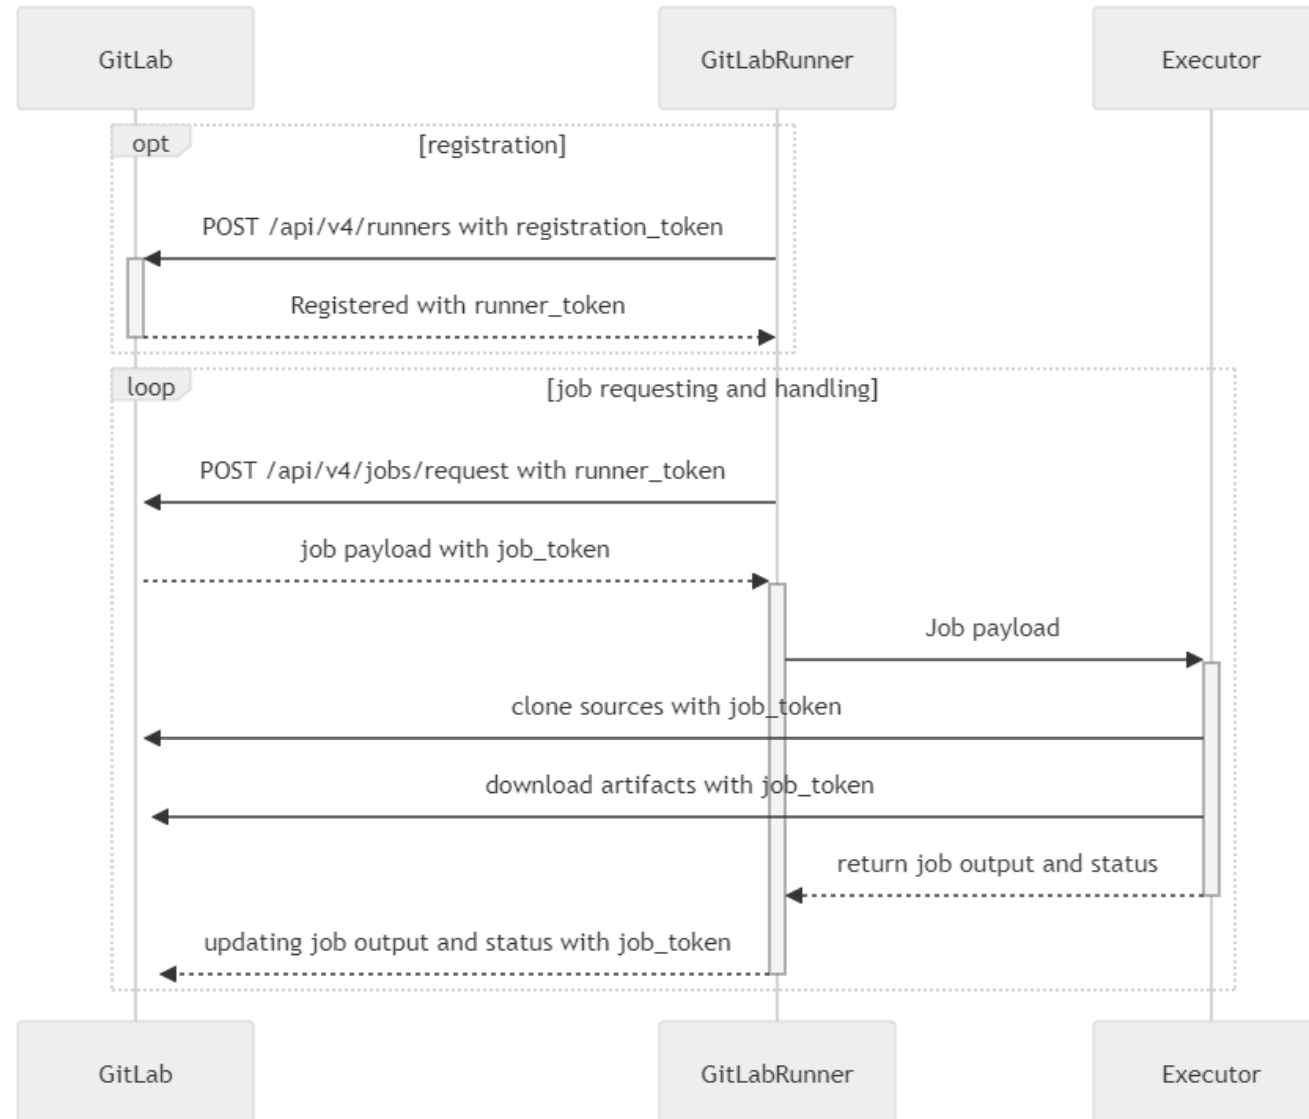 GitLab
GitLabRunner
Executor
opt
[registration]
POST /api/v4/runners with registration_token
Registered with runner_token
loop
[job requesting and handling]
POST /api/v4/jobs/request with runner_token
job payload with job_token
Job payload
clone sources with job_token
download artifacts with job_token
return job output and status
updating job output and status with job_token
GitLab
GitLabRunner
Executor